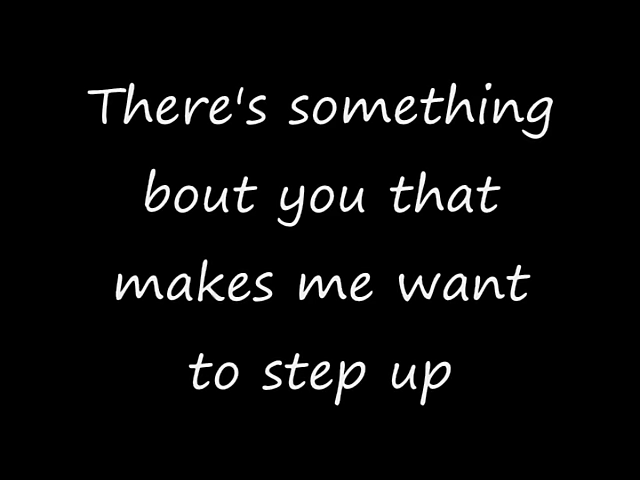 There's something
bout you that
makes me want
to step up